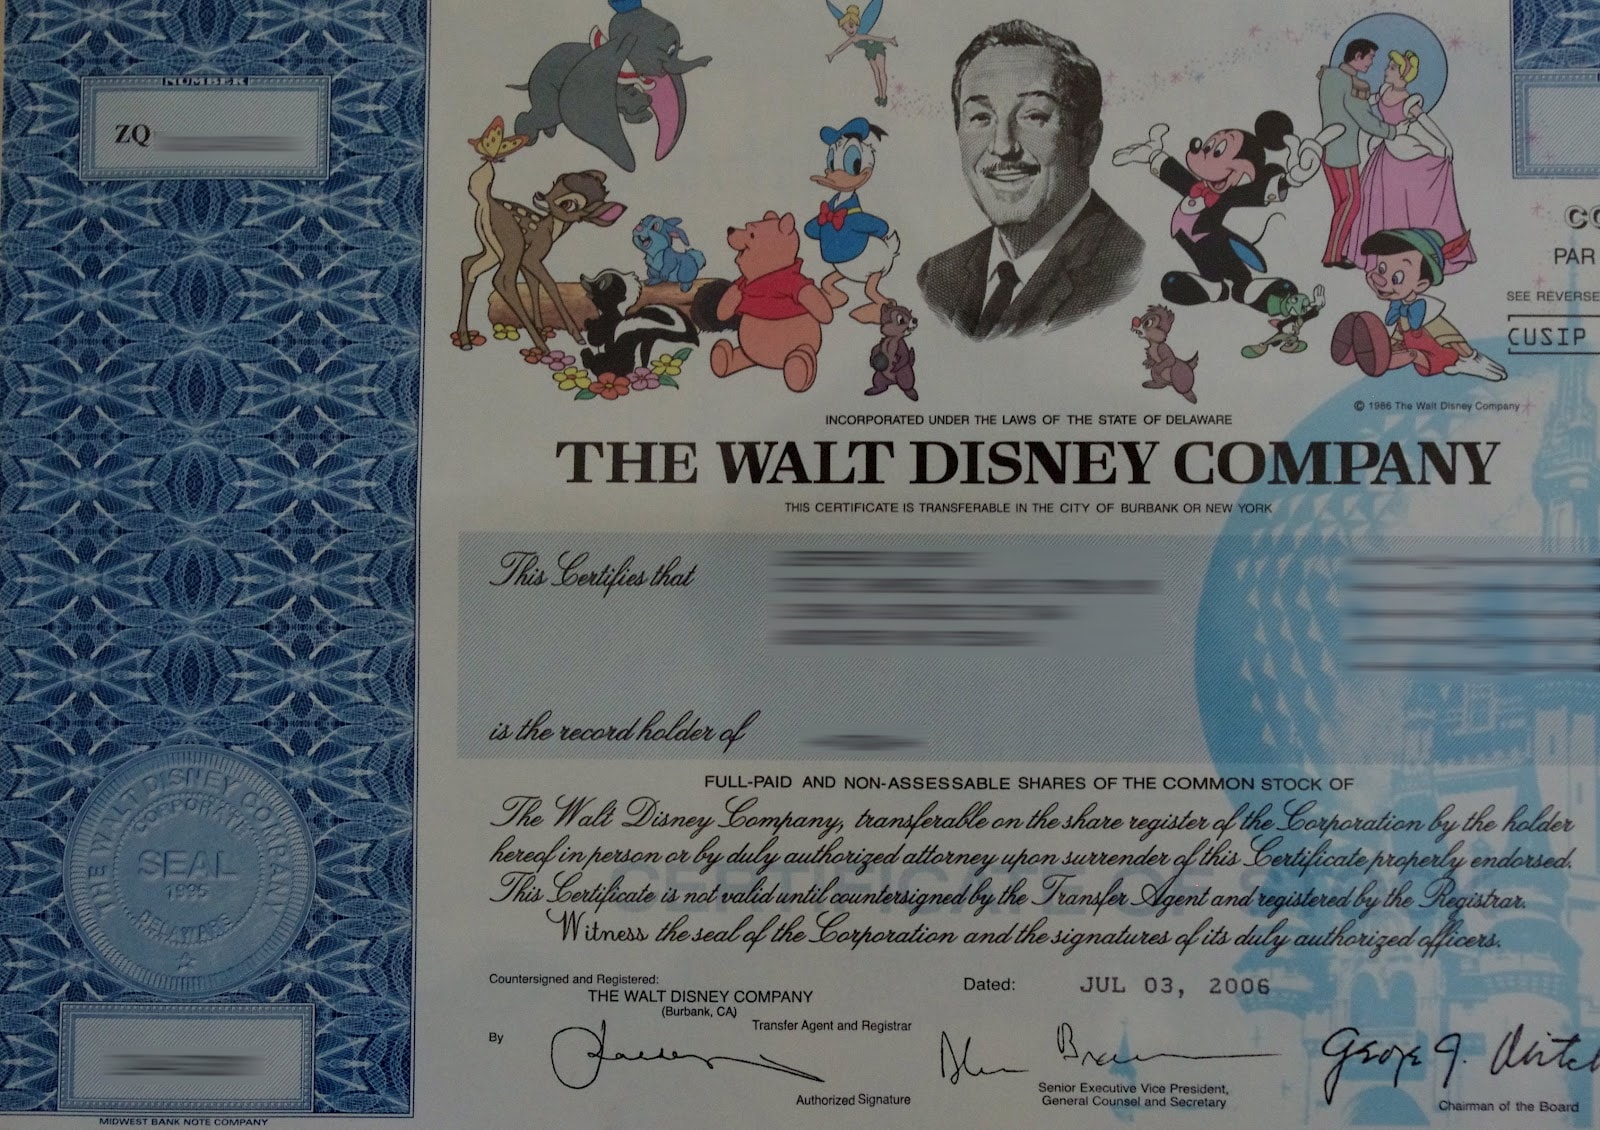 NUMBER
ZQ
CO
PAR
SEE REVERSE
CUSIP
© 1986 The Walt Disney Company
INCORPORATED UNDER THE LAWS OF THE STATE OF DELAWARE
THE WALT DISNEY COMPANY
THIS CERTIFICATE IS TRANSFERABLE IN THE CITY OF BURBANK OR NEW YORK
This Certifies that
is the record holder of
FULL-PAID AND NON-ASSESSABLE SHARES OF THE COMMON STOCK OF
The Walt Disney Company, transferable on the share register of the Corporation by the holder
hereof in person or by duly authorized attorney upon surrender of this Certificate properly endorsed.
This Certificate is not valid until countersigned by the Transfer Agent and registered by the Registrar.
Witness the seal of the Corporation and the signatures of its duly authorized officers.
CERTIFICATE OF S
THE WALT DISNEY COMPANY
CORPORATE
SEAL
1995
DELAWARE
Countersigned and Registered:
THE WALT DISNEY COMPANY
(Burbank, CA)
Transfer Agent and Registrar
By
Authorized Signature
Dated: JUL 03, 2006
Senior Executive Vice President,
General Counsel and Secretary
George J.
Chairman of the Board
MIDWEST BANK NOTE COMPANY